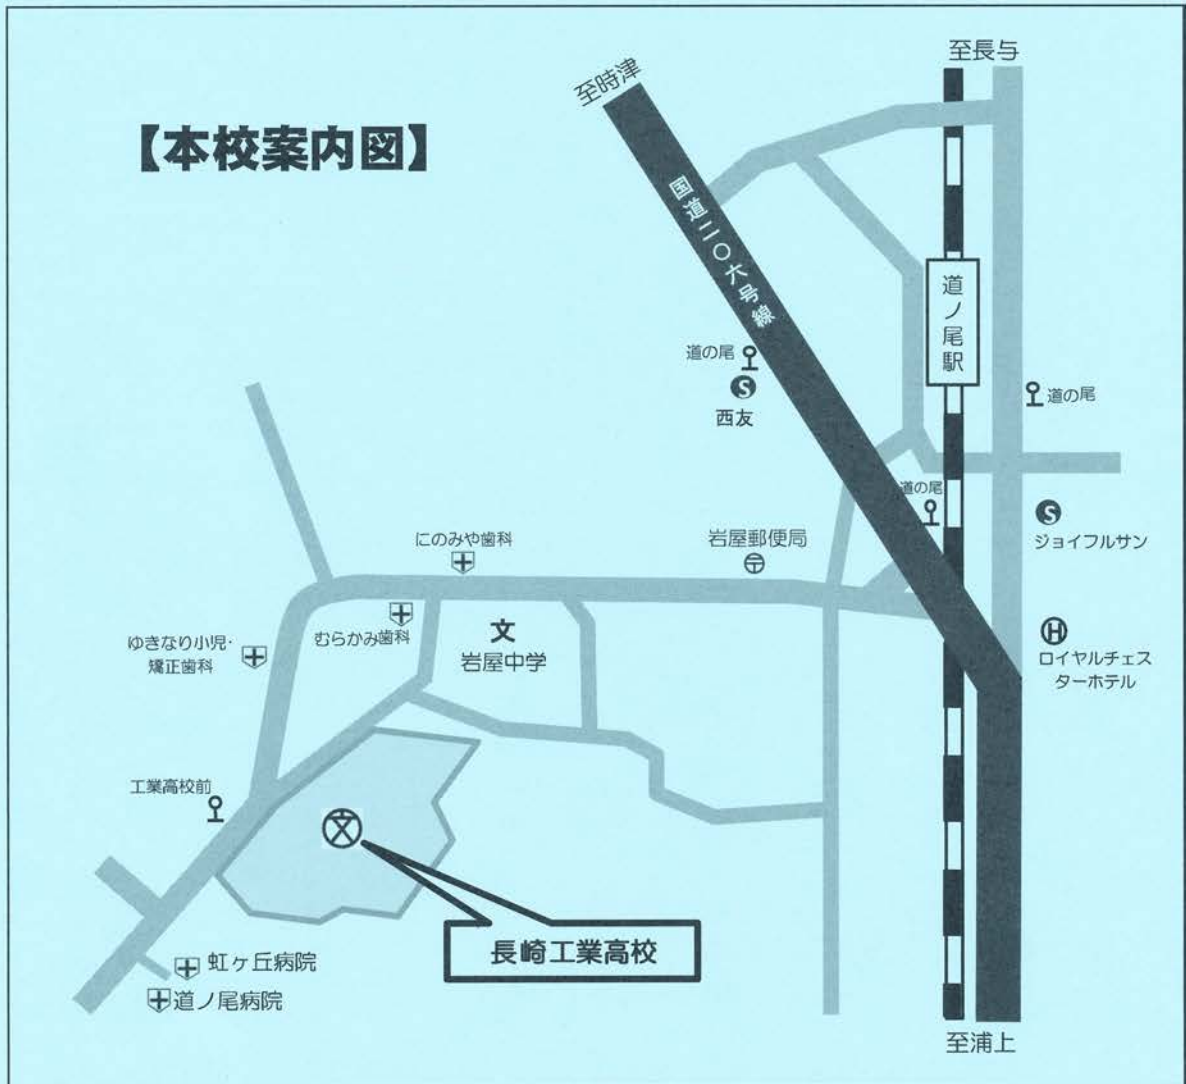 【本校案内図】
至時津
至長与
国道二〇六号線
道ノ尾駅
道の尾
西友
道の尾
道の尾
ジョイフルサン
にのみや歯科
岩屋郵便局
むらかみ歯科
文
岩屋中学
ゆきなり小児・
矯正歯科
ロイヤルチェス
ターホテル
工業高校前
文
長崎工業高校
虹ヶ丘病院
道ノ尾病院
至浦上